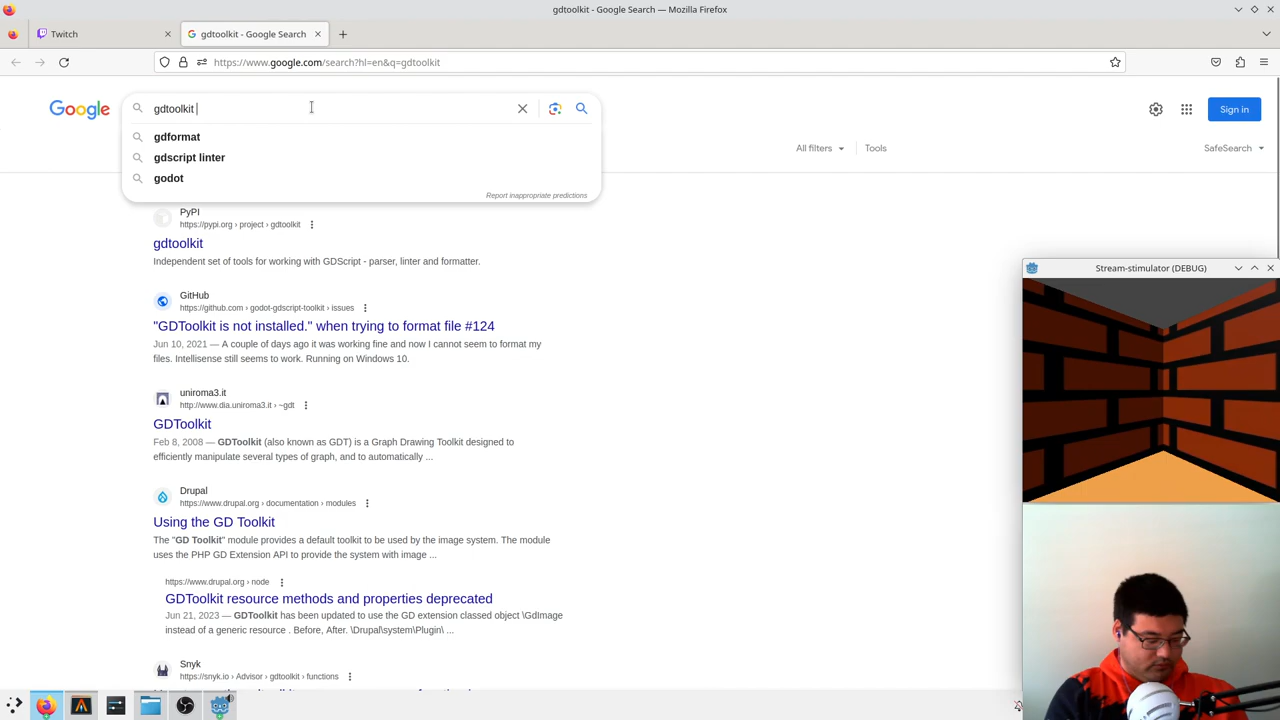 gdtoolkit - Google Search — Mozilla Firefox
Twitch
gdtoolkit - Google Search
https://www.google.com/search?hl=en&q=gdtoolkit
Google
gdtoolkit
Sign in
gdformat
gdscript linter
godot
Report inappropriate predictions
All filters
Tools
SafeSearch
PyPI
https://pypi.org › project › gdtoolkit
gdtoolkit
Independent set of tools for working with GDScript - parser, linter and formatter.
GitHub
https://github.com › godot-gdscript-toolkit › issues
"GDToolkit is not installed." when trying to format file #124
Jun 10, 2021 — A couple of days ago it was working fine and now I cannot seem to format my
files. Intellisense still seems to work. Running on Windows 10.
uniroma3.it
http://www.dia.uniroma3.it › ~gdt
GDToolkit
Feb 8, 2008 — GDToolkit (also known as GDT) is a Graph Drawing Toolkit designed to
efficiently manipulate several types of graph, and to automatically ...
Drupal
https://www.drupal.org › documentation › modules
Using the GD Toolkit
The "GD Toolkit" module provides a default toolkit to be used by the image system. The module
uses the PHP GD Extension API to provide the system with image ...
https://www.drupal.org › node
GDToolkit resource methods and properties deprecated
Jun 21, 2023 — GDToolkit has been updated to use the GD extension classed object \GdImage
instead of a generic resource . Before, After. \Drupal\system\Plugin\ ...
Snyk
https://snyk.io › Advisor › gdtoolkit › functions
Stream-stimulator (DEBUG)